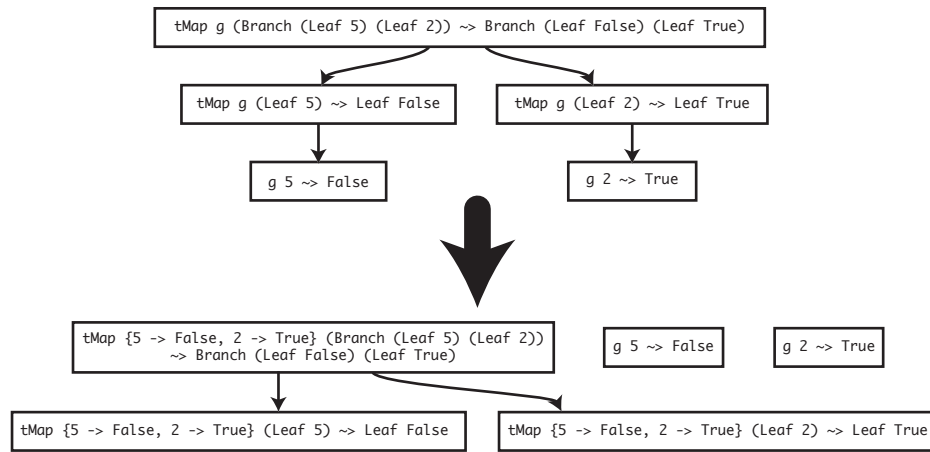 tMap g (Branch (Leaf 5) (Leaf 2)) ~> Branch (Leaf False) (Leaf True)
tMap g (Leaf 5) ~> Leaf False
tMap g (Leaf 2) ~> Leaf True
g 5 ~> False
g 2 ~> True
tMap {5 -> False, 2 -> True} (Branch (Leaf 5) (Leaf 2))
~> Branch (Leaf False) (Leaf True)
g 5 ~> False
g 2 ~> True
tMap {5 -> False, 2 -> True} (Leaf 5) ~> Leaf False
tMap {5 -> False, 2 -> True} (Leaf 2) ~> Leaf True